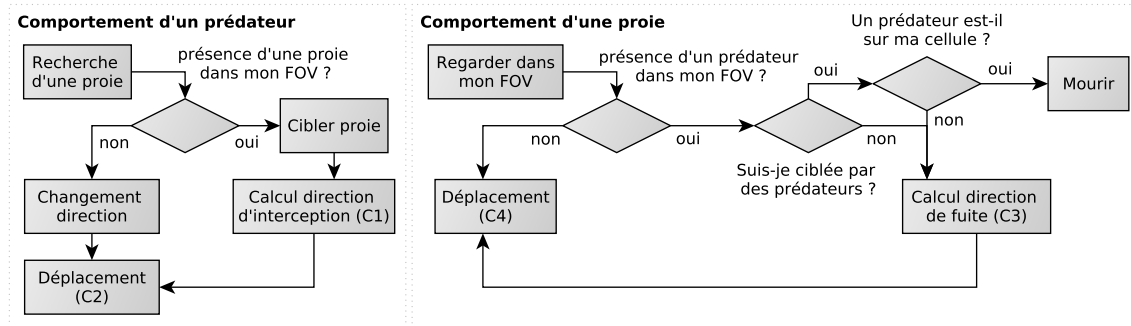 Comportement d'un prédateur
Recherche
d'une proie
présence d'une proie
dans mon FOV ?
non
oui
Cibler proie
Changement
direction
Calcul direction
d'interception (C1)
Déplacement
(C2)
Comportement d'une proie
Regarder dans
mon FOV
présence d'un prédateur
dans mon FOV ?
non
oui
Suis-je ciblée par
des prédateurs ?
oui
non
Un prédateur est-il
sur ma cellule ?
oui
non
Mourir
Déplacement
(C4)
Calcul direction
de fuite (C3)